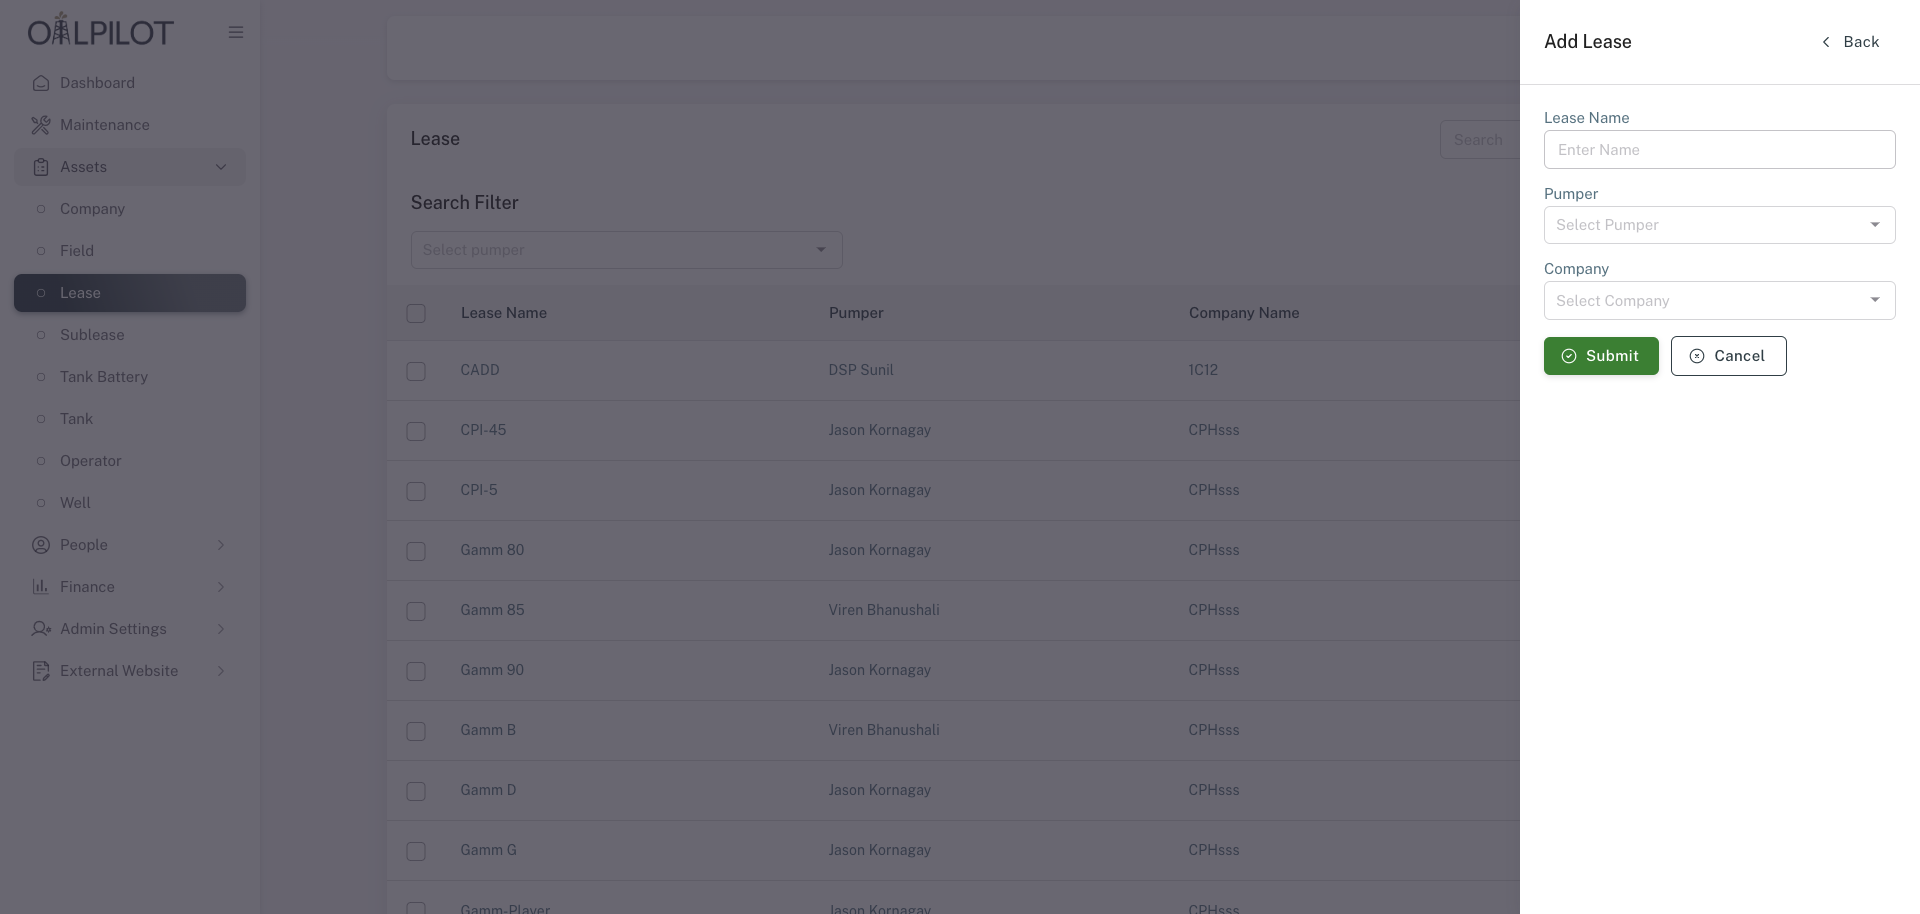 OILPILOT
Dashboard
Maintenance
Assets
Company
Field
Lease
Sublease
Tank Battery
Tank
Operator
Well
People
Finance
Admin Settings
External Website
Lease
Search
Search Filter
Select pumper
Lease Name Pumper Company Name
CADD DSP Sunil 1C12
CPI-45 Jason Kornagay CPHsss
CPI-5 Jason Kornagay CPHsss
Gamm 80 Jason Kornagay CPHsss
Gamm 85 Viren Bhanushali CPHsss
Gamm 90 Jason Kornagay CPHsss
Gamm B Viren Bhanushali CPHsss
Gamm D Jason Kornagay CPHsss
Gamm G Jason Kornagay CPHsss
Gamm-Player Jason Kornagay CPHsss
Add Lease
Back
Lease Name
Enter Name
Pumper
Select Pumper
Company
Select Company
Submit Cancel